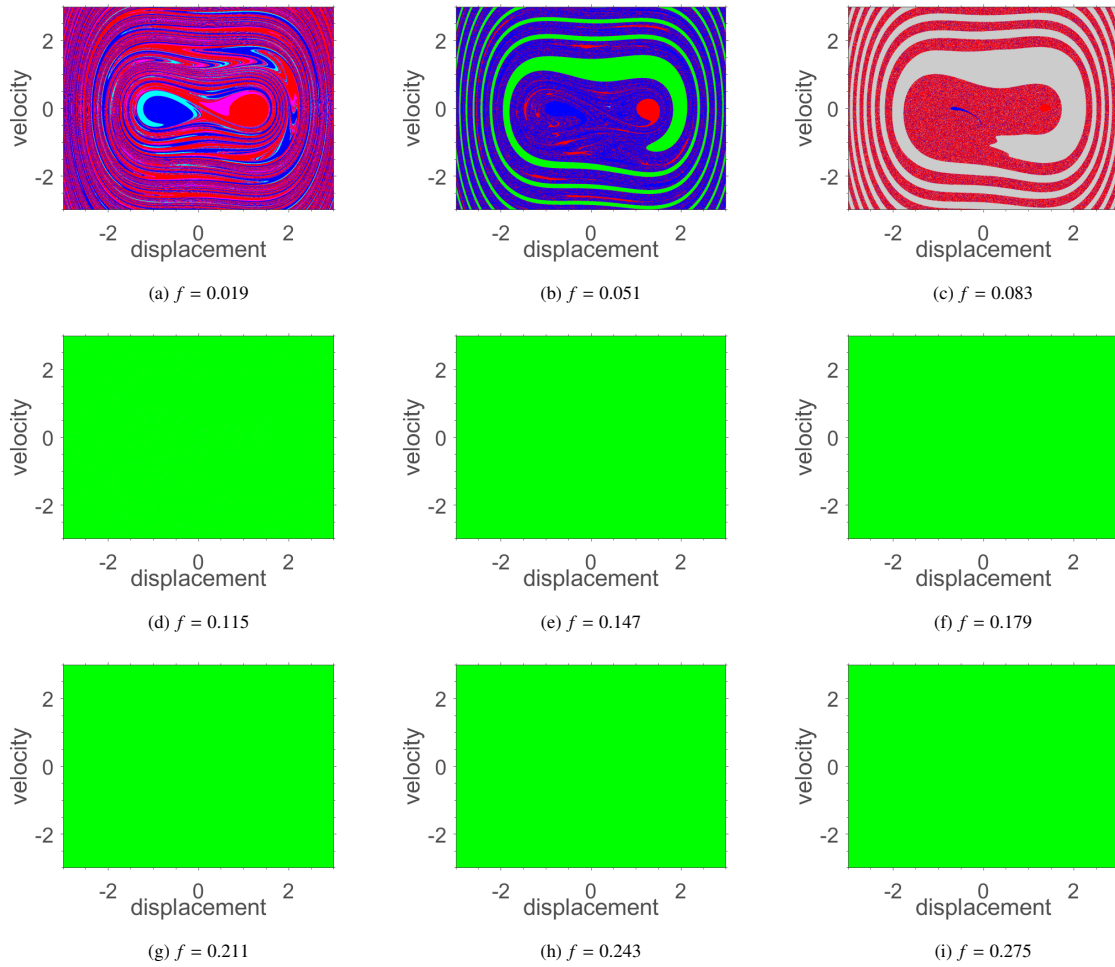 velocity
2
0
-2
-2
0
2
displacement
(a) f = 0.019
velocity
2
0
-2
-2
0
2
displacement
(b) f = 0.051
velocity
2
0
-2
-2
0
2
displacement
(c) f = 0.083
velocity
2
0
-2
-2
0
2
displacement
(d) f = 0.115
velocity
2
0
-2
-2
0
2
displacement
(e) f = 0.147
velocity
2
0
-2
-2
0
2
displacement
(f) f = 0.179
velocity
2
0
-2
-2
0
2
displacement
(g) f = 0.211
velocity
2
0
-2
-2
0
2
displacement
(h) f = 0.243
velocity
2
0
-2
-2
0
2
displacement
(i) f = 0.275